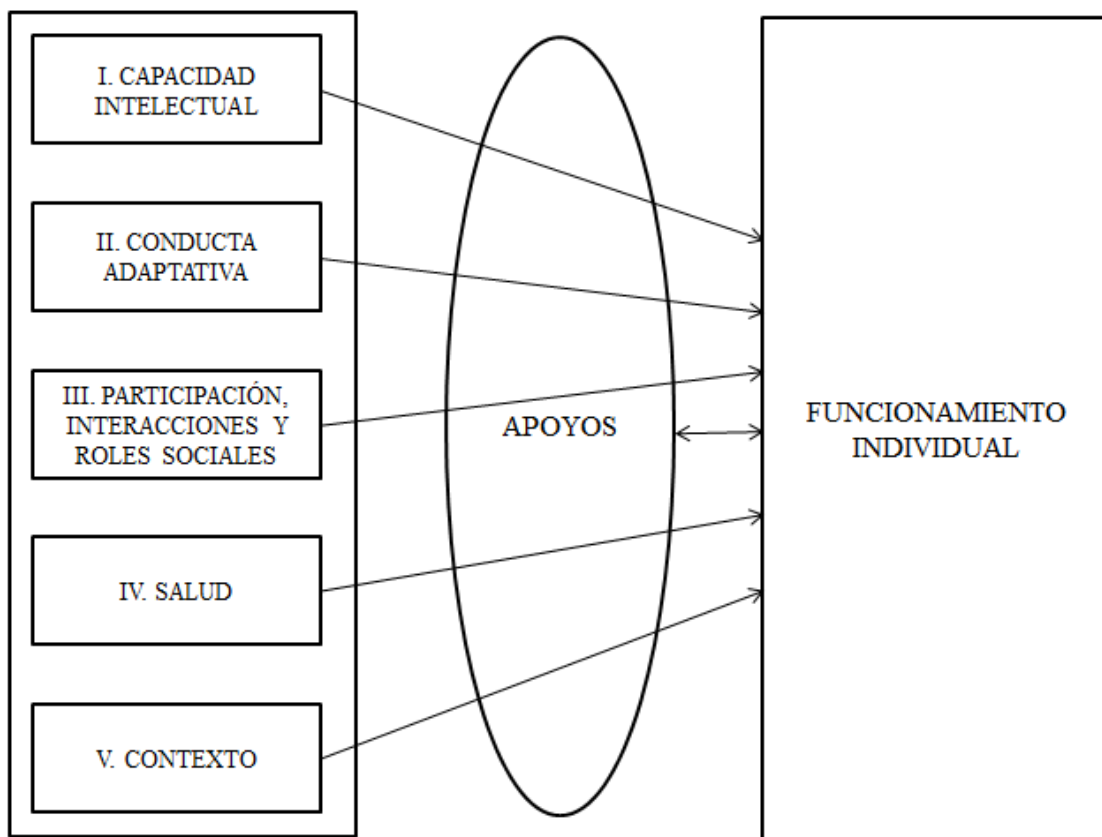 I. CAPACIDAD
INTELECTUAL
II. CONDUCTA
ADAPTATIVA
III. PARTICIPACIÓN,
INTERACCIONES Y
ROLES SOCIALES
IV. SALUD
V. CONTEXTO
APOYOS
FUNCIONAMIENTO
INDIVIDUAL